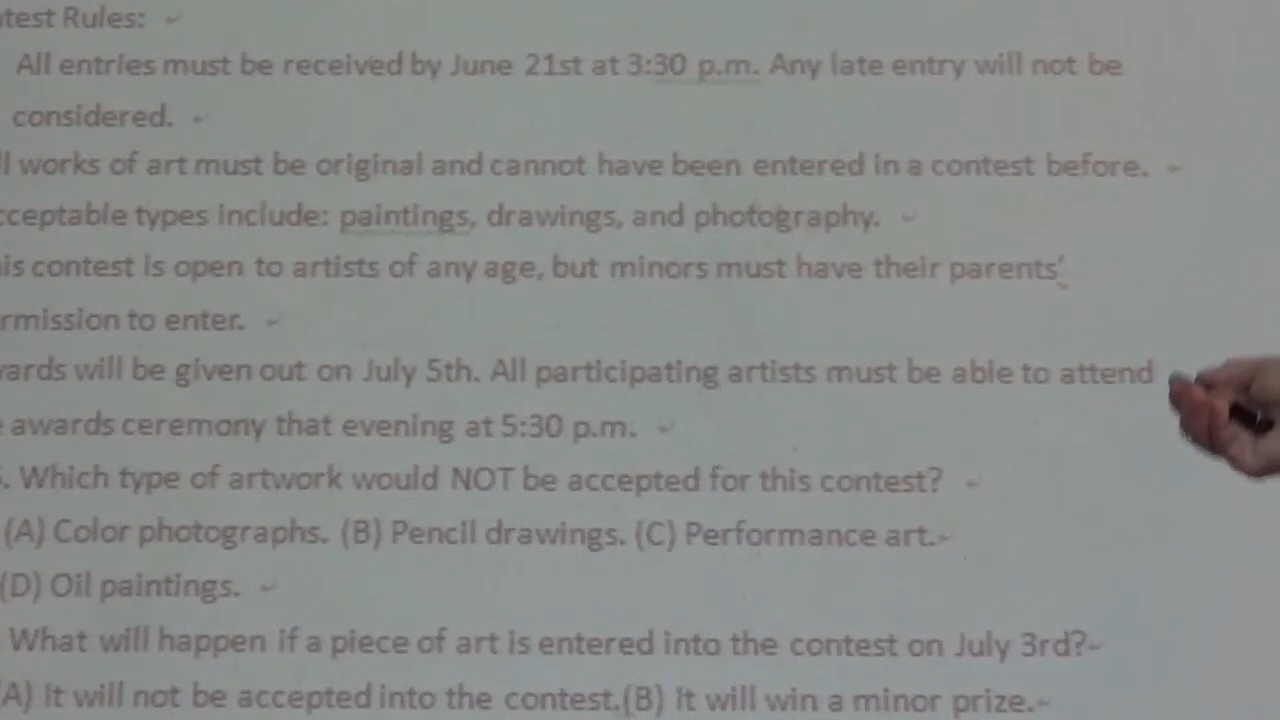 test Rules:
All entries must be received by June 21st at 3:30 p.m. Any late entry will not be
considered.
ll works of art must be original and cannot have been entered in a contest before.
cceptable types include: paintings, drawings, and photography.
is contest is open to artists of any age, but minors must have their parents'
rmission to enter.
vards will be given out on July 5th. All participating artists must be able to attend
e awards ceremony that evening at 5:30 p.m.
. Which type of artwork would NOT be accepted for this contest?
(A) Color photographs. (B) Pencil drawings. (C) Performance art.
(D) Oil paintings.
What will happen if a piece of art is entered into the contest on July 3rd?
A) It will not be accepted into the contest.(B) It will win a minor prize.